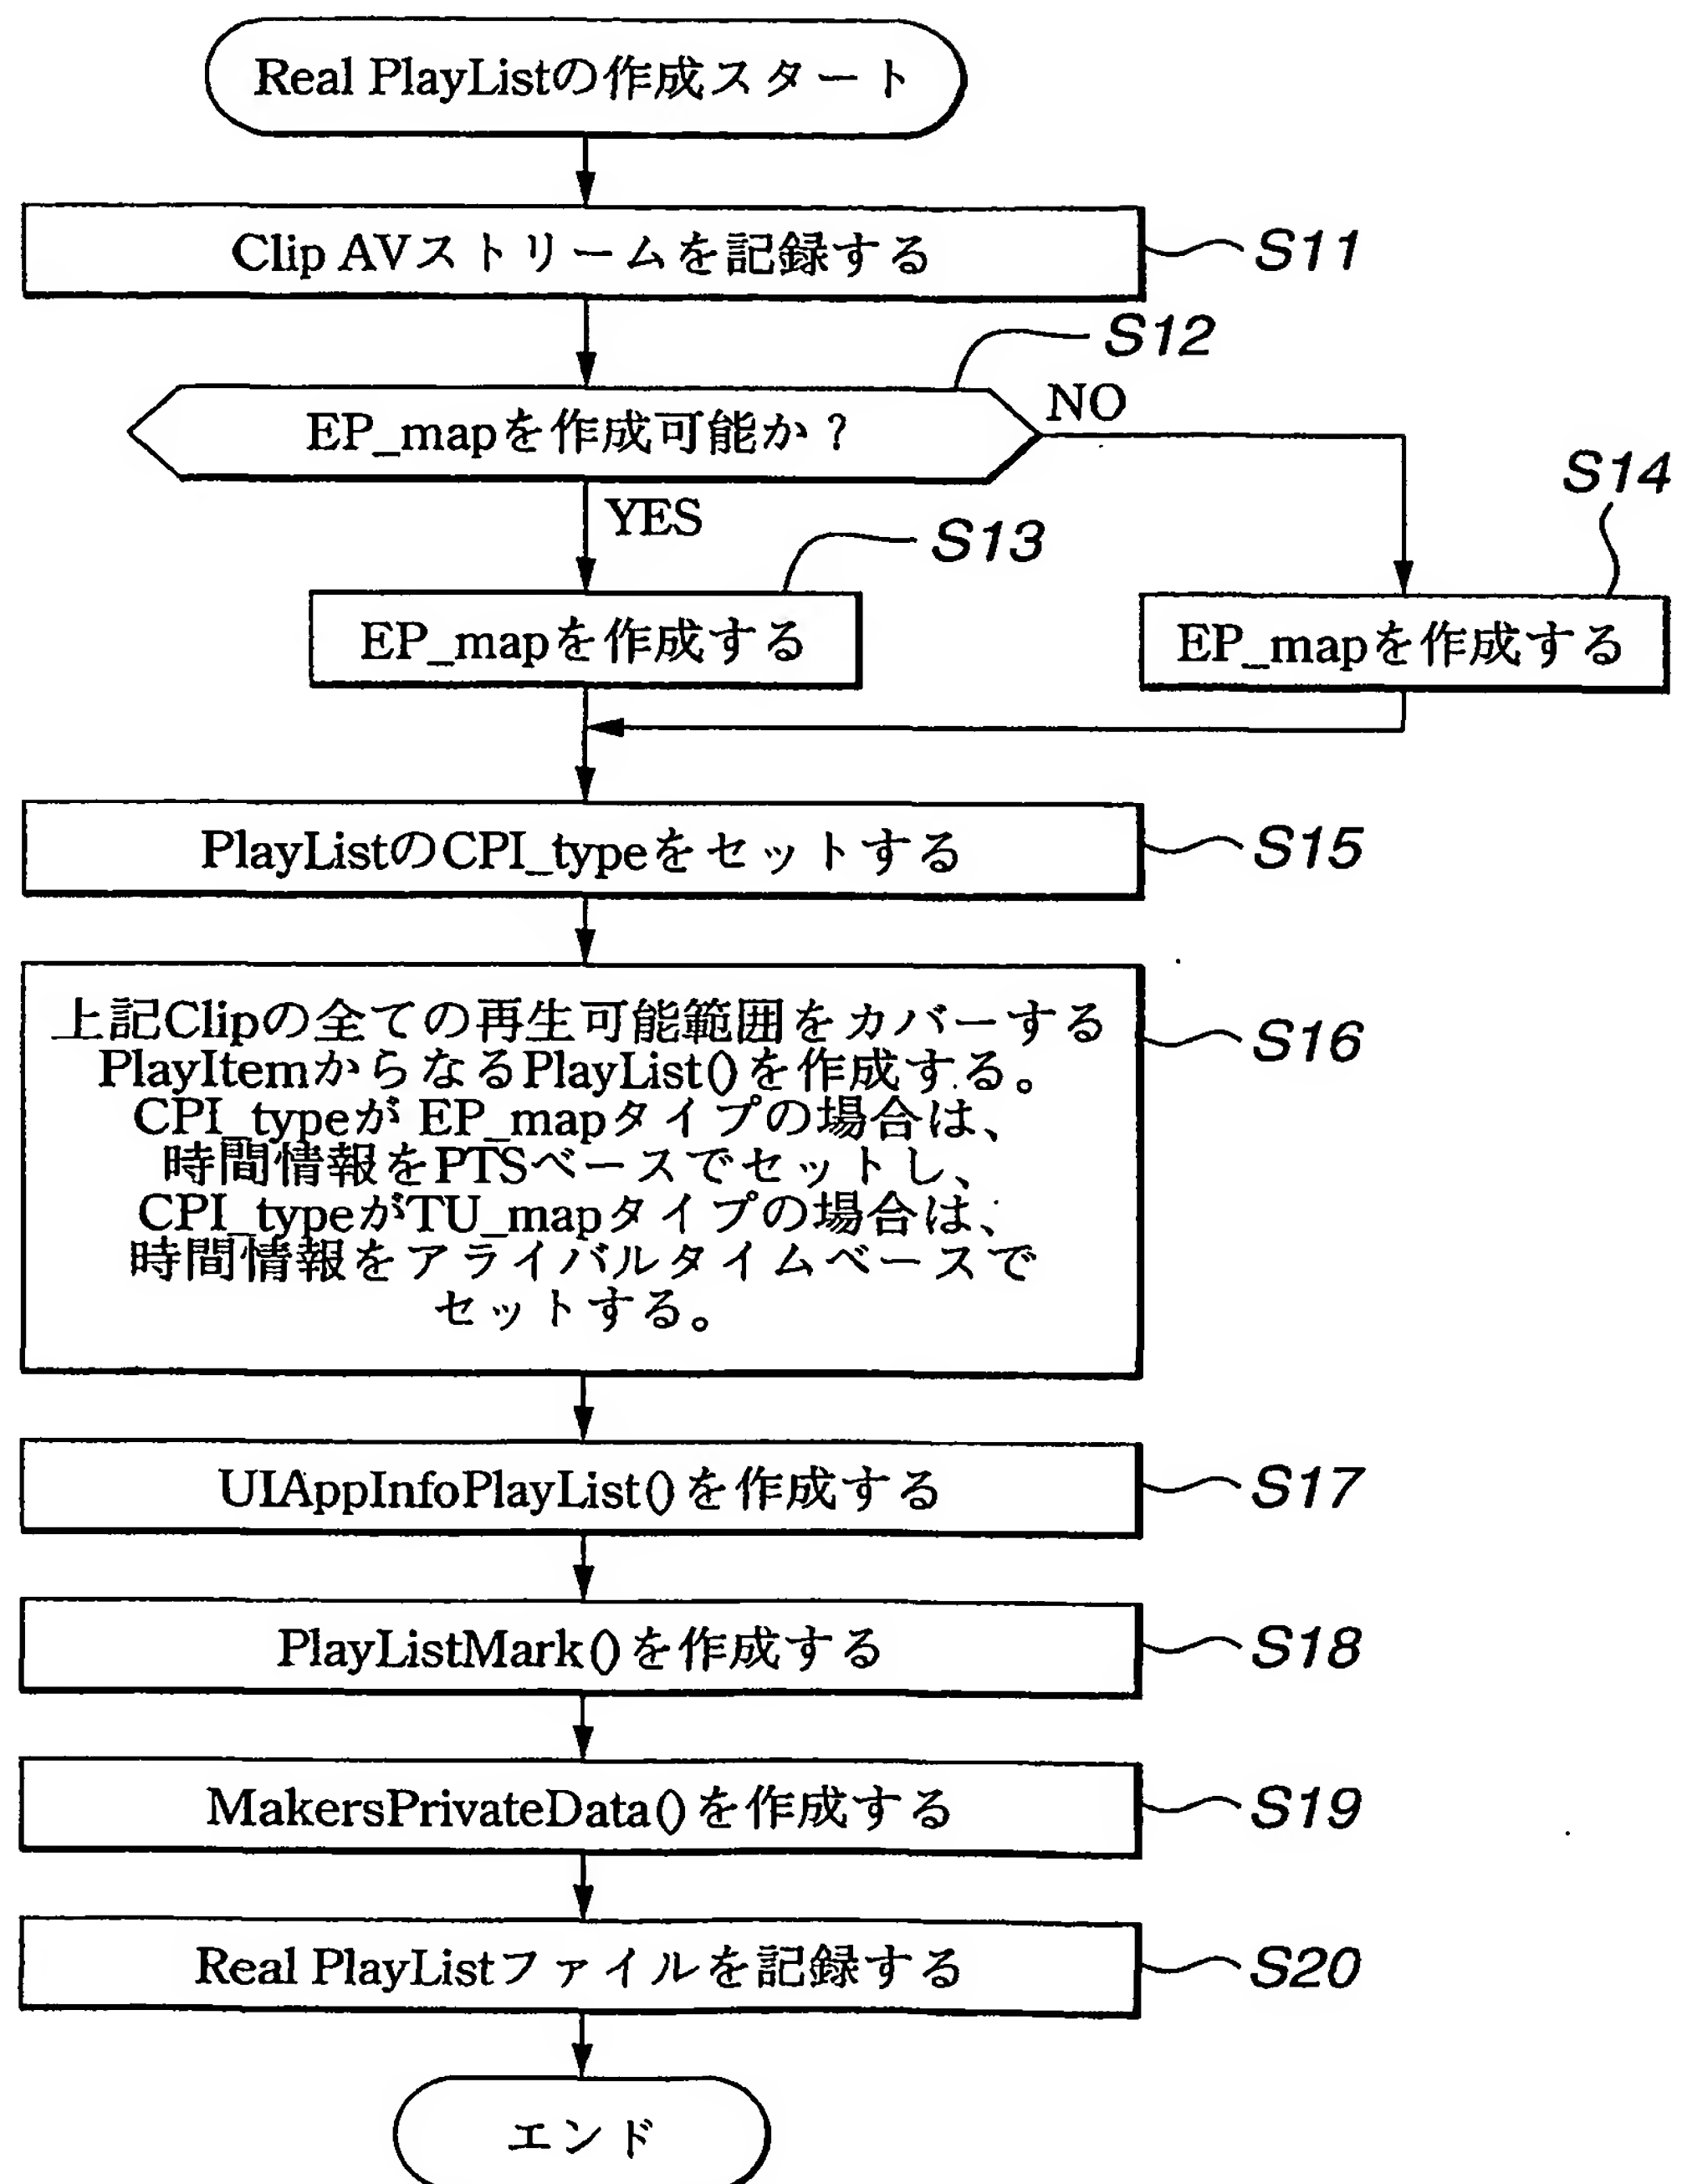 Real PlayListの作成スタート
Clip AVストリームを記録する
S11
S12
EP_mapを作成可能か？
NO
YES
S13
S14
EP_mapを作成する
EP_mapを作成する
PlayListのCPI_typeをセットする
S15
上記Clipの全ての再生可能範囲をカバーする
PlayItemからなるPlayList()を作成する。
CPI_typeが EP_mapタイプの場合は、
時間情報をPTSベースでセットし、
CPI_typeがTU_mapタイプの場合は、
時間情報をアライバルタイムベースで
セットする。
S16
UIAppInfoPlayList()を作成する
S17
PlayListMark()を作成する
S18
MakersPrivateData()を作成する
S19
Real PlayListファイルを記録する
S20
エンド